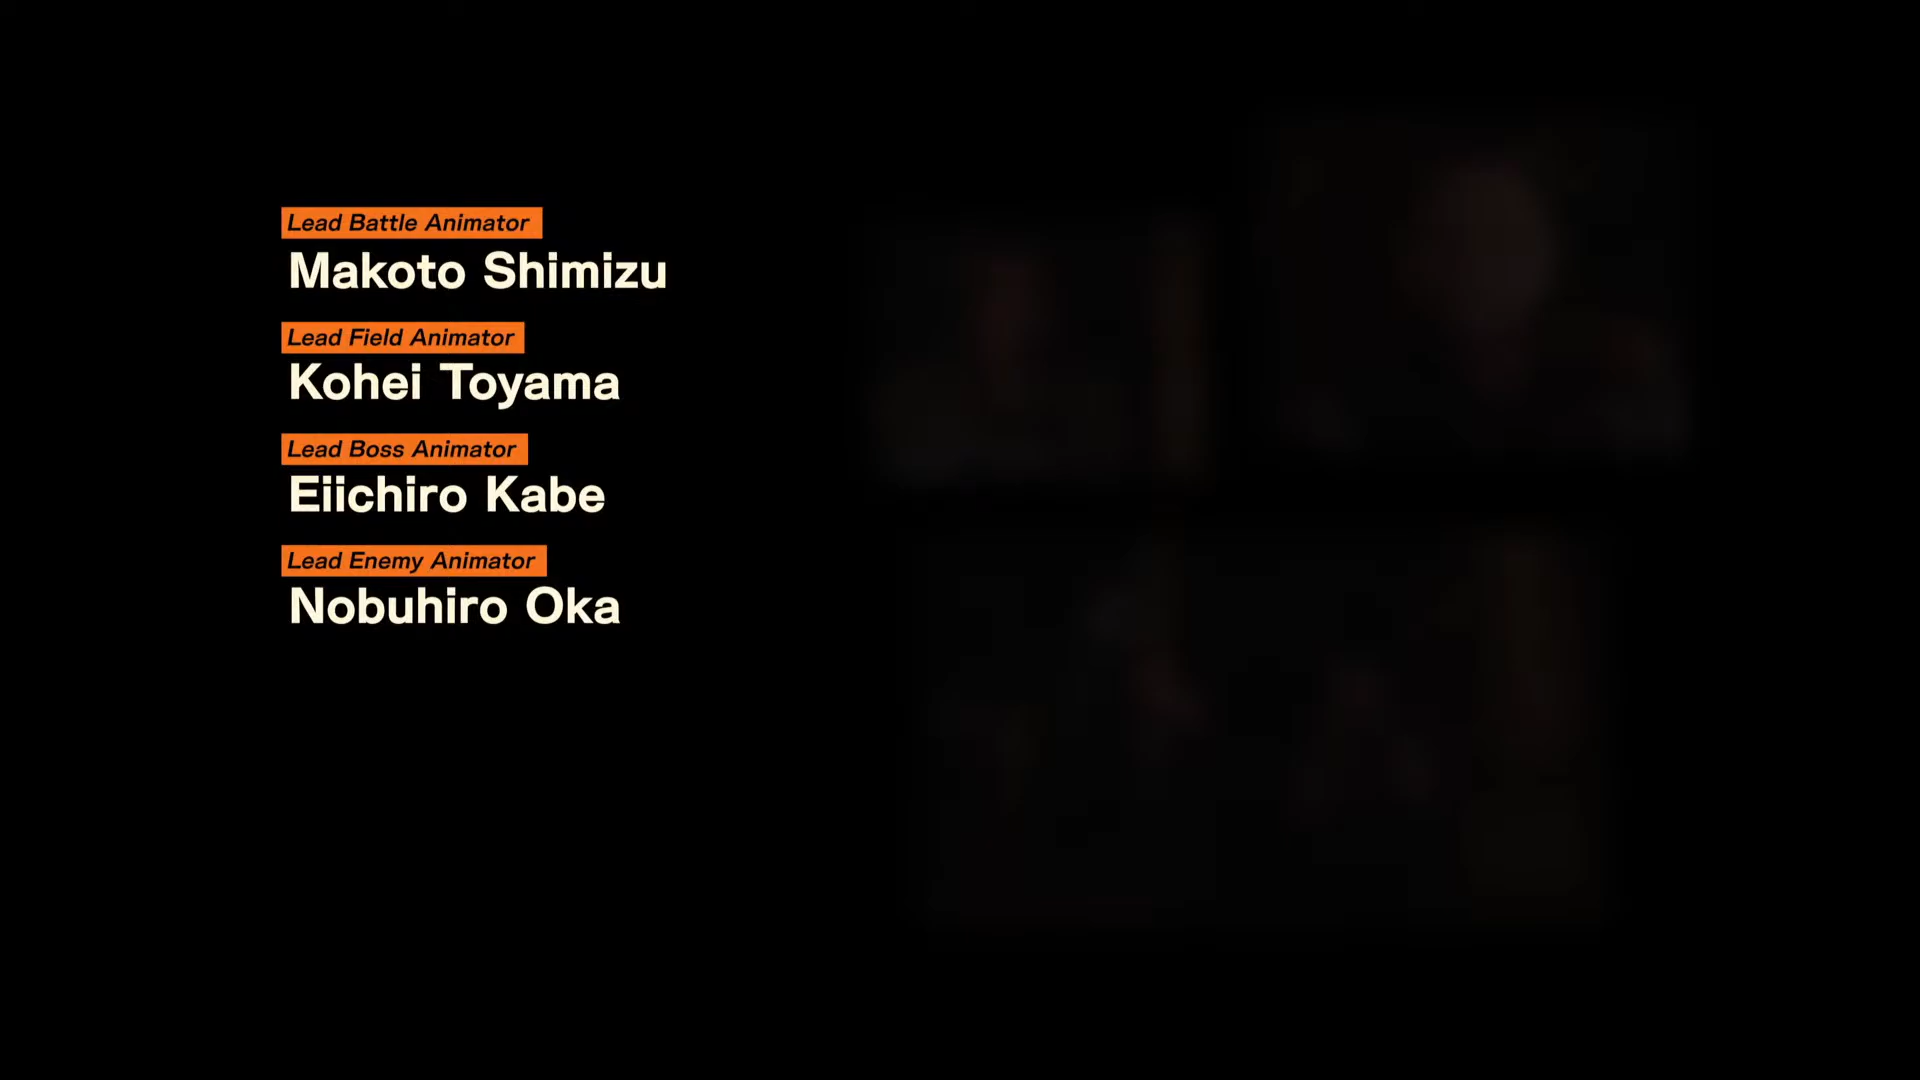 Lead Battle Animator
Makoto Shimizu
Lead Field Animator
Kohei Toyama
Lead Boss Animator
Eiichiro Kabe
Lead Enemy Animator
Nobuhiro Oka